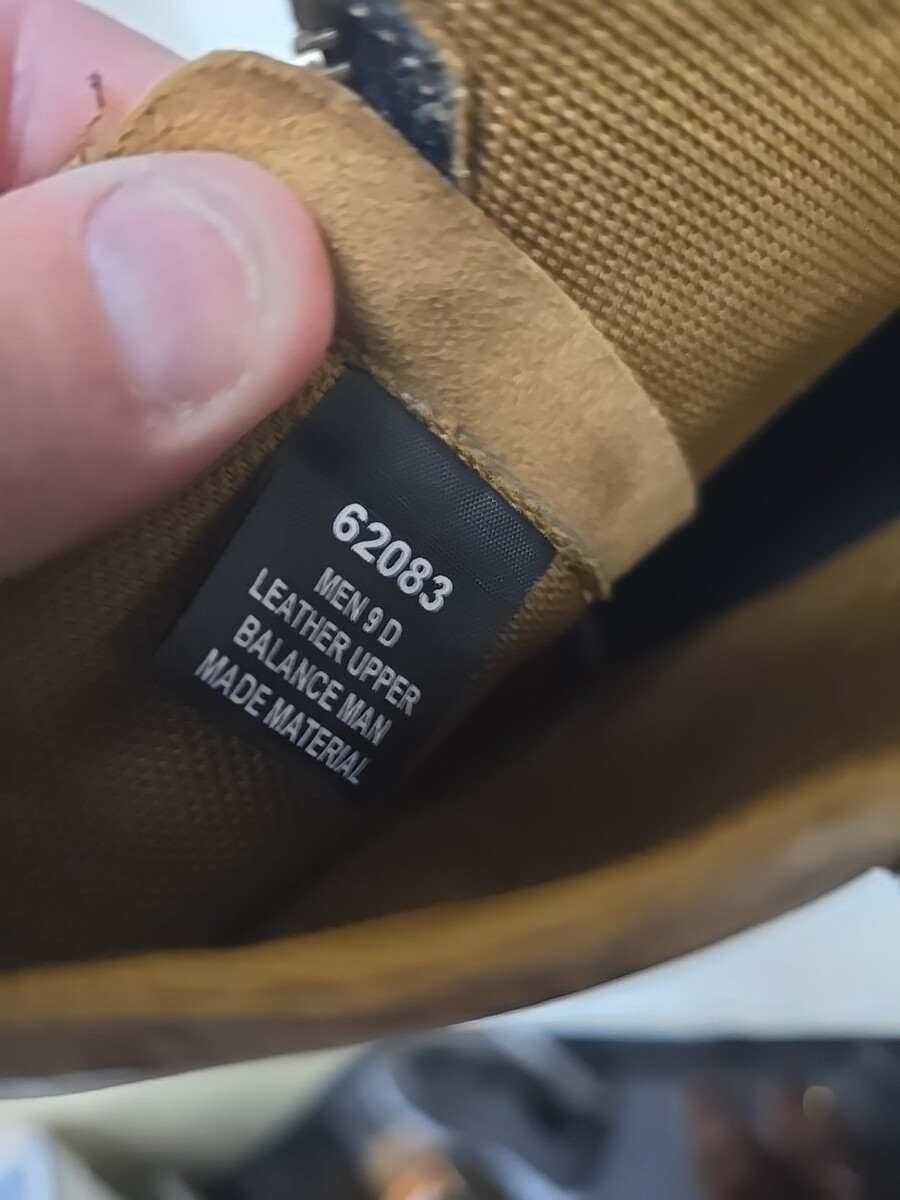 62083
MEN 9 D
LEATHER UPPER
BALANCE MAN
MADE MATERIAL